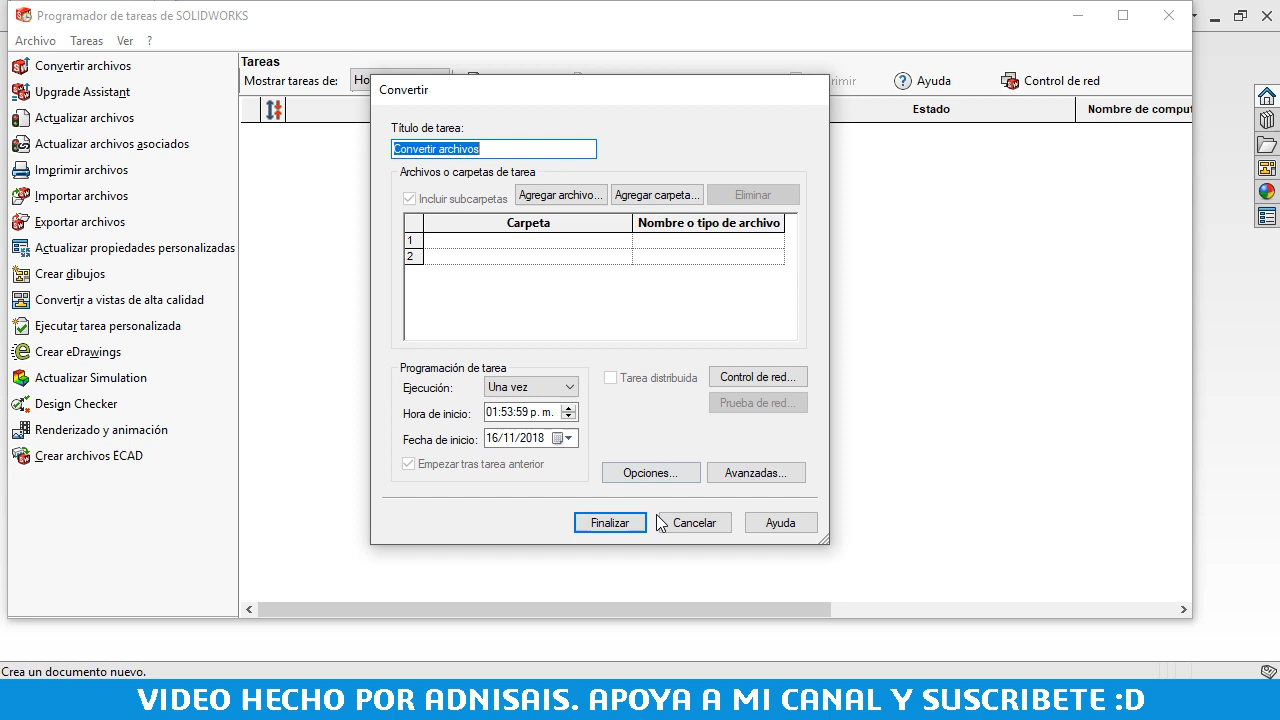 Programador de tareas de SOLIDWORKS
Archivo Tareas Ver ?
Convertir archivos
Upgrade Assistant
Actualizar archivos
Actualizar archivos asociados
Imprimir archivos
Importar archivos
Exportar archivos
Actualizar propiedades personalizadas
Crear dibujos
Convertir a vistas de alta calidad
Ejecutar tarea personalizada
Crear eDrawings
Actualizar Simulation
Design Checker
Renderizado y animación
Crear archivos ECAD
Tareas
Mostrar tareas de: Ho Ayuda Control de red
Estado Nombre de comput
Convertir
Título de tarea:
Convertir archivos
Archivos o carpetas de tarea
Incluir subcarpetas Agregar archivo... Agregar carpeta... Eliminar
Carpeta Nombre o tipo de archivo
1
2
Programación de tarea
Ejecución: Una vez
Hora de inicio: 01:53:59 p. m.
Fecha de inicio: 16/11/2018
Empezar tras tarea anterior
Tarea distribuida Control de red...
Prueba de red...
Opciones... Avanzadas...
Finalizar Cancelar Ayuda
Crea un documento nuevo.
VIDEO HECHO POR ADNISAIS. APOYA A MI CANAL Y SUSCRIBETE :D